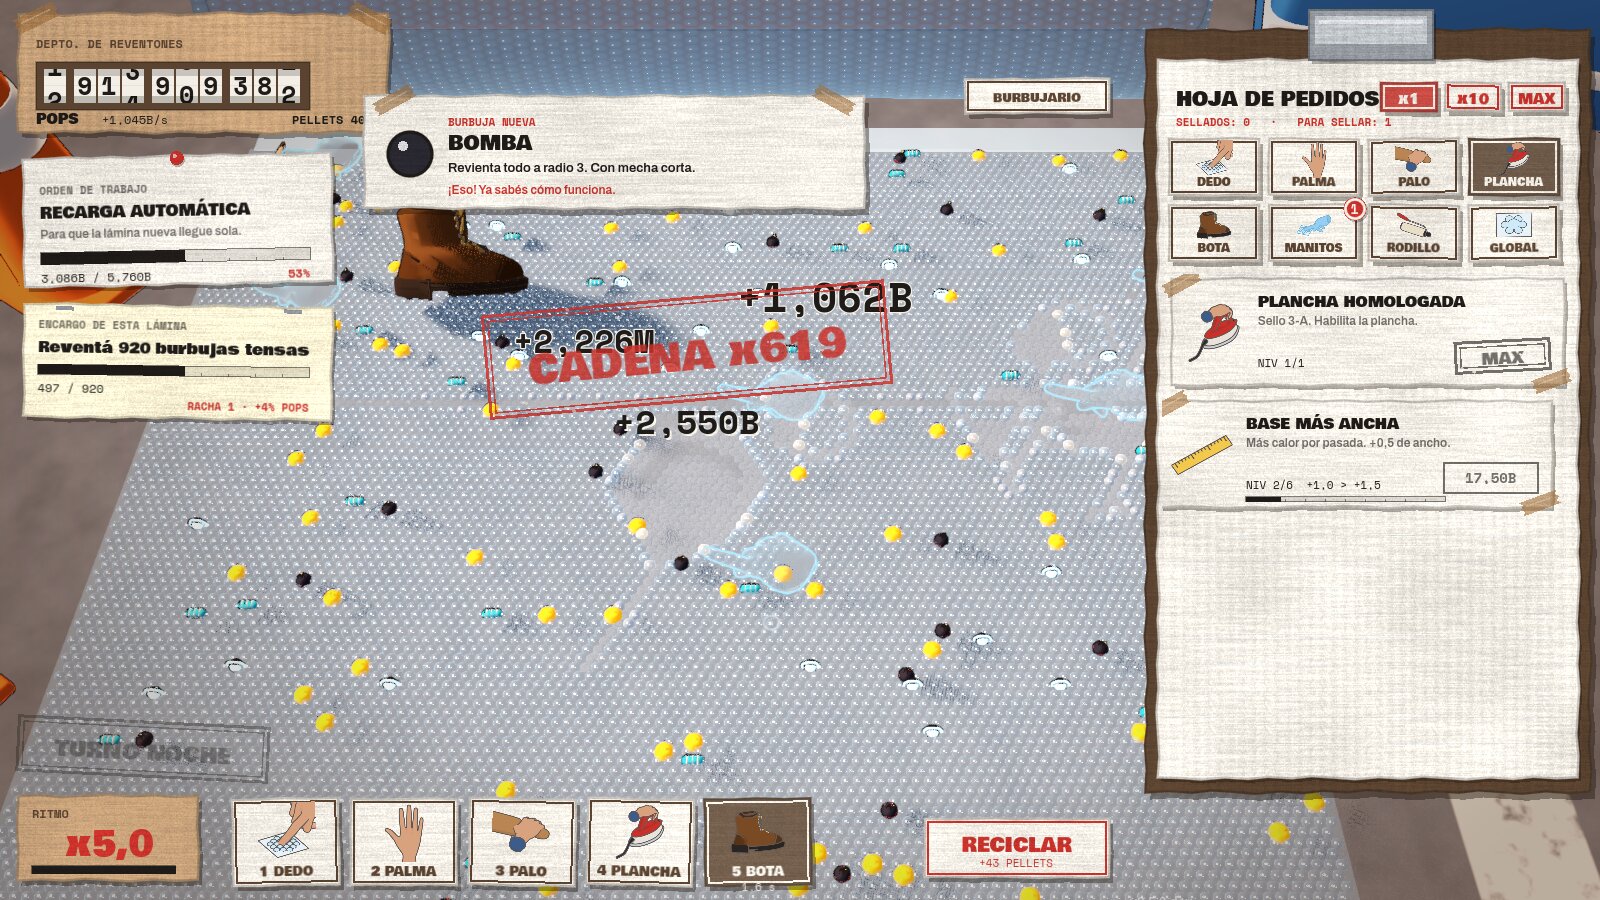 DEPTO. DE REVENTONES
POPS +1,045B/s PELLETS 40
ORDEN DE TRABAJO
RECARGA AUTOMÁTICA
Para que la lámina nueva llegue sola.
3,086B / 5,760B 53%
ENCARGO DE ESTA LÁMINA
Reventá 920 burbujas tensas
497 / 920
RACHA 1 · +4% POPS
BURBUJA NUEVA
BOMBA
Revienta todo a radio 3. Con mecha corta.
¡Eso! Ya sabés cómo funciona.
BURBUJARIO
+1,062B
+2,226M
CADENA x619
+2,550B
HOJA DE PEDIDOS x1 x10 MAX
SELLADOS: 0 · PARA SELLAR: 1
DEDO PALMA PALO PLANCHA
1
BOTA MANITOS RODILLO GLOBAL
PLANCHA HOMOLOGADA
Sello 3-A. Habilita la plancha.
NIV 1/1 MAX
BASE MÁS ANCHA
Más calor por pasada. +0,5 de ancho.
NIV 2/6 +1,0 > +1,5 17,50B
TURNO NOCHE
RITMO
x5,0
1 DEDO 2 PALMA 3 PALO 4 PLANCHA 5 BOTA
RECICLAR
+43 PELLETS